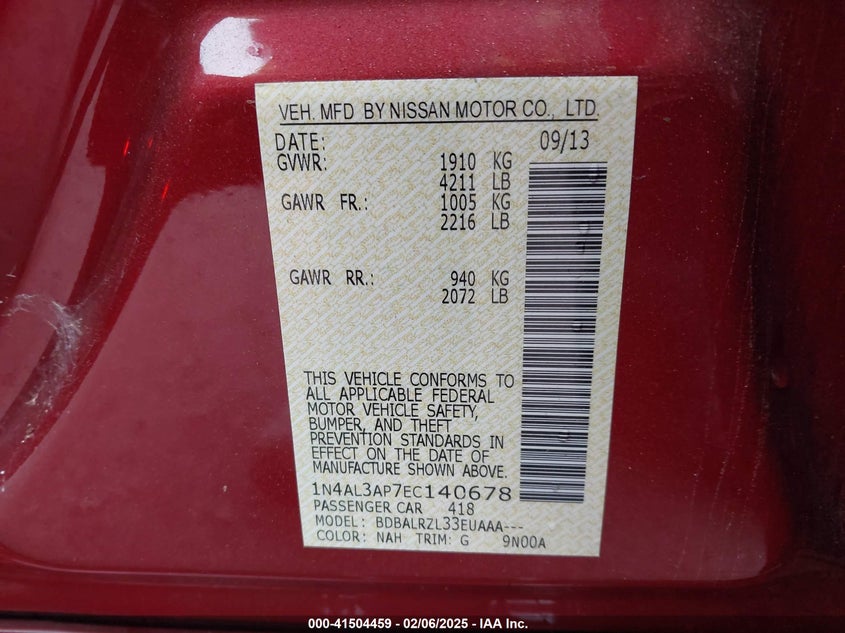 VEH. MFD BY NISSAN MOTOR CO., LTD.
DATE: 09/13
GVWR: 1910 KG
4211 LB
GAWR FR.: 1005 KG
2216 LB
GAWR RR.: 940 KG
2072 LB
THIS VEHICLE CONFORMS TO
ALL APPLICABLE FEDERAL
MOTOR VEHICLE SAFETY,
BUMPER, AND THEFT
PREVENTION STANDARDS IN
EFFECT ON THE DATE OF
MANUFACTURE SHOWN ABOVE.
1N4AL3AP7EC140678
PASSENGER CAR 418
MODEL: BDBALRZL33EUAAA---
COLOR: NAH TRIM: G 9N00A
000-41504459 - 02/06/2025 - IAA Inc.